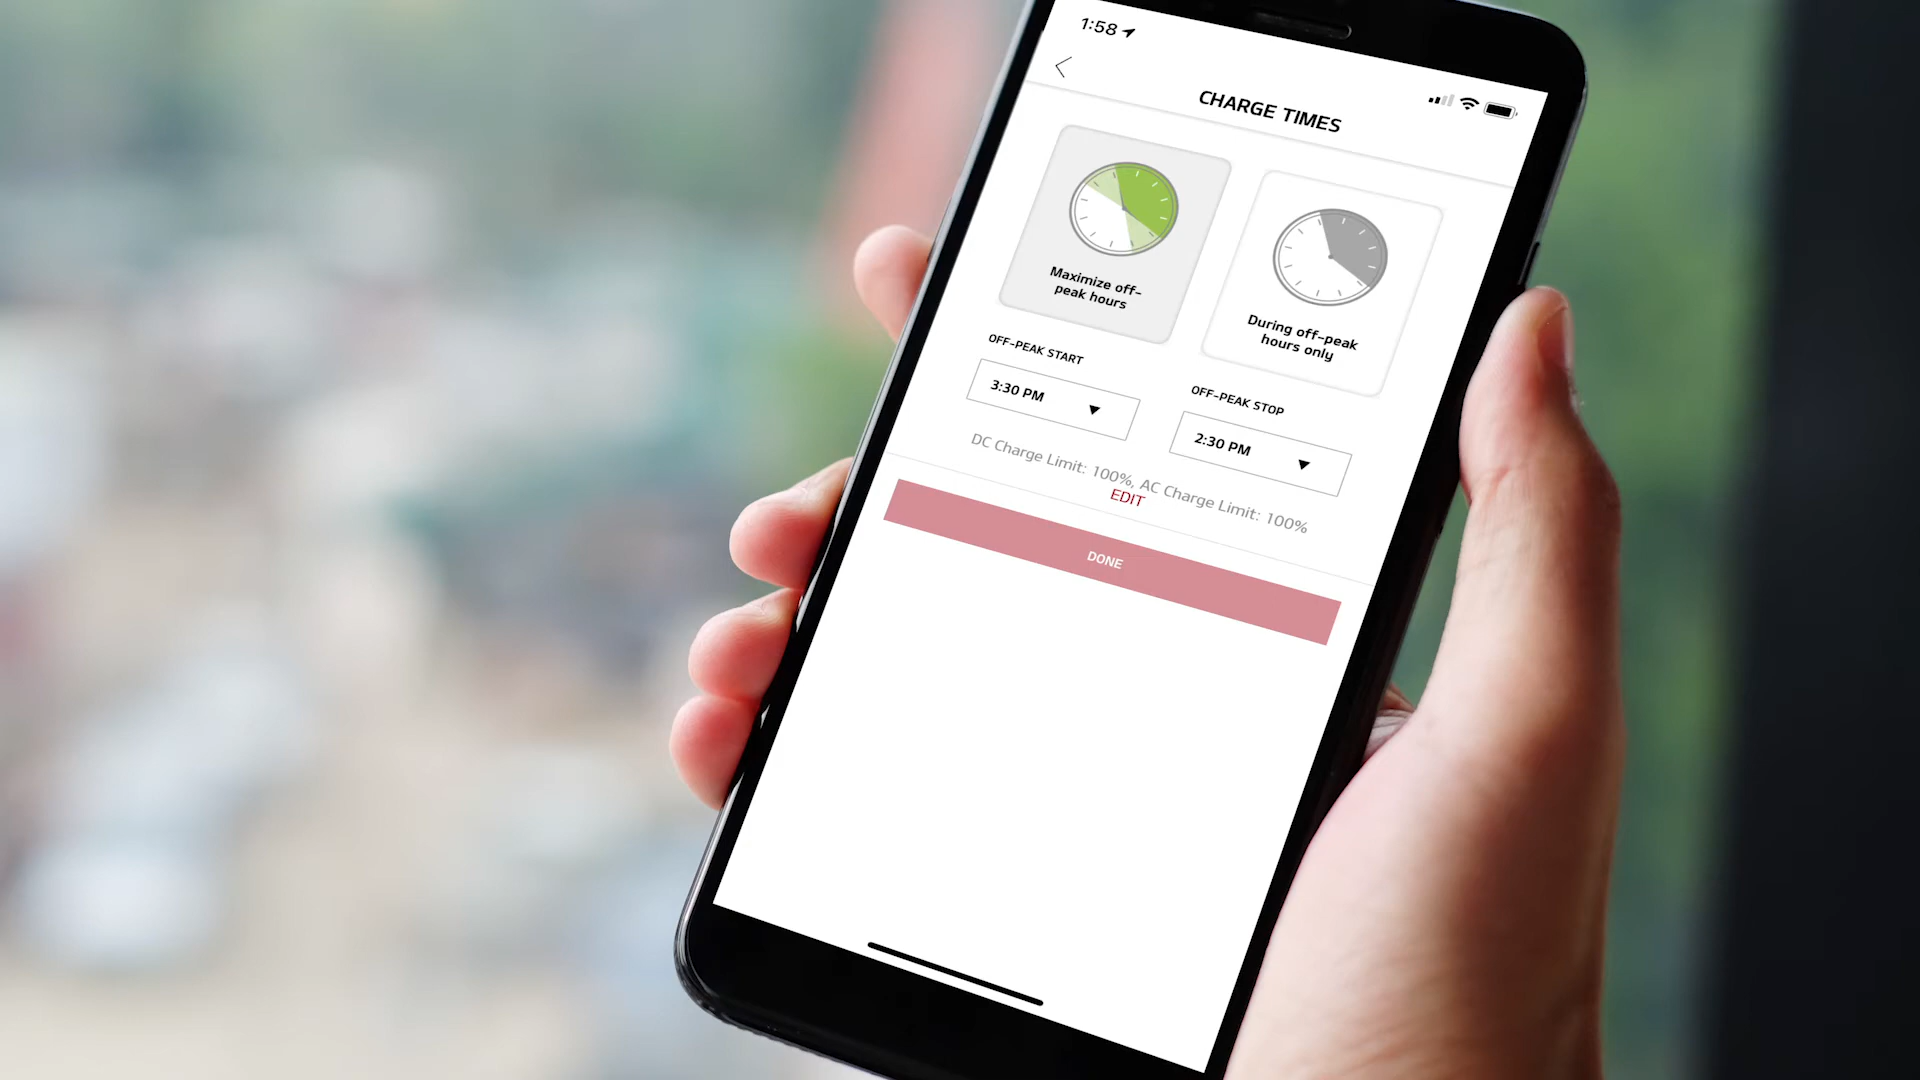 1:58
CHARGE TIMES
Maximize off-
peak hours
During off-peak
hours only
OFF-PEAK START
3:30 PM
OFF-PEAK STOP
2:30 PM
DC Charge Limit: 100%, AC Charge Limit: 100%
EDIT
DONE